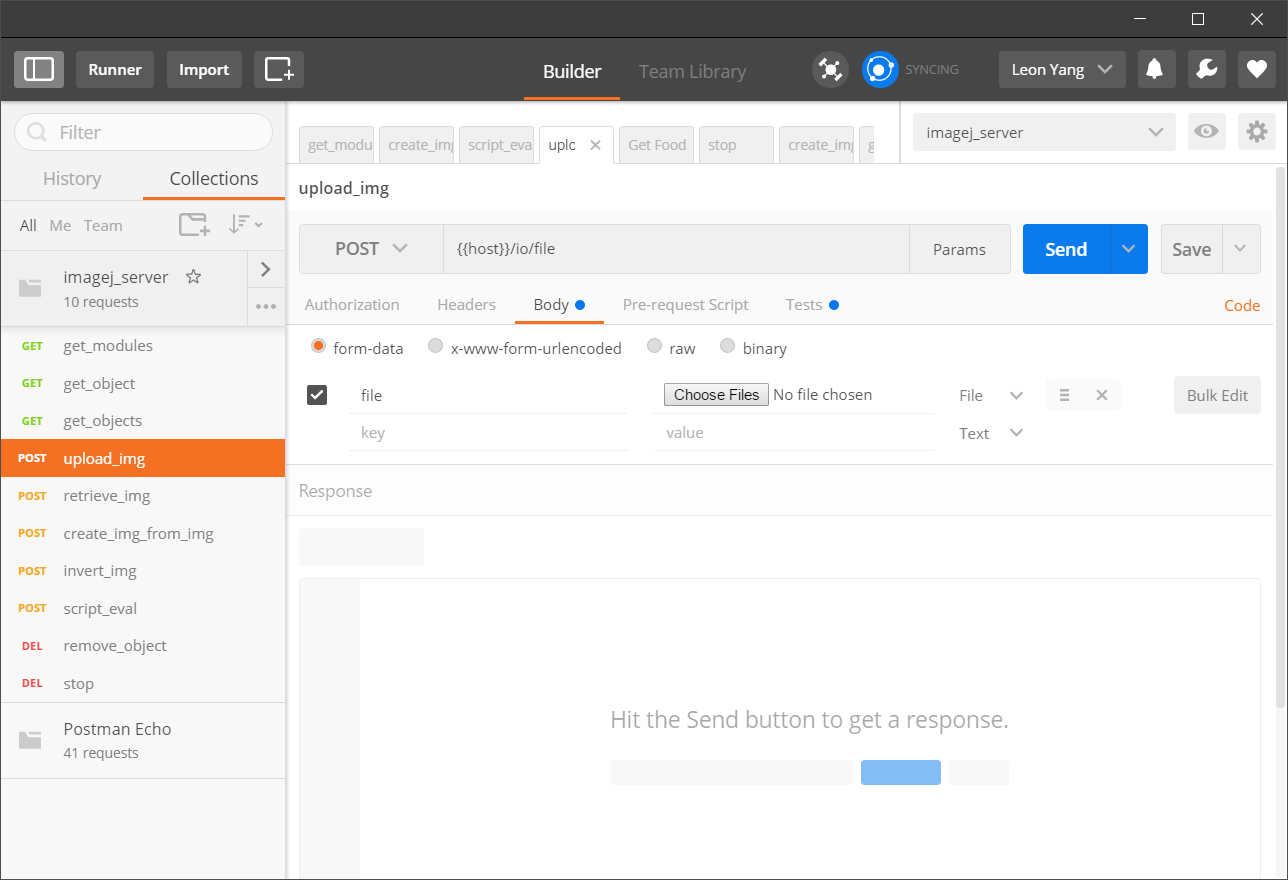 Runner
Import
Builder
Team Library
SYNCING
Leon Yang
Filter
get_modu
create_img
script_eva
uplo
Get Food
stop
create_img
g
imagej_server
History
Collections
upload_img
All
Me
Team
POST
{{host}}/io/file
Params
Send
Save
imagej_server
10 requests
Authorization
Headers
Body
Pre-request Script
Tests
Code
GET get_modules
form-data
x-www-form-urlencoded
raw
binary
GET get_object
file
Choose Files No file chosen
File
Bulk Edit
GET get_objects
key
value
Text
POST upload_img
POST retrieve_img
Response
POST create_img_from_img
POST invert_img
POST script_eval
DEL remove_object
DEL stop
Postman Echo
41 requests
Hit the Send button to get a response.